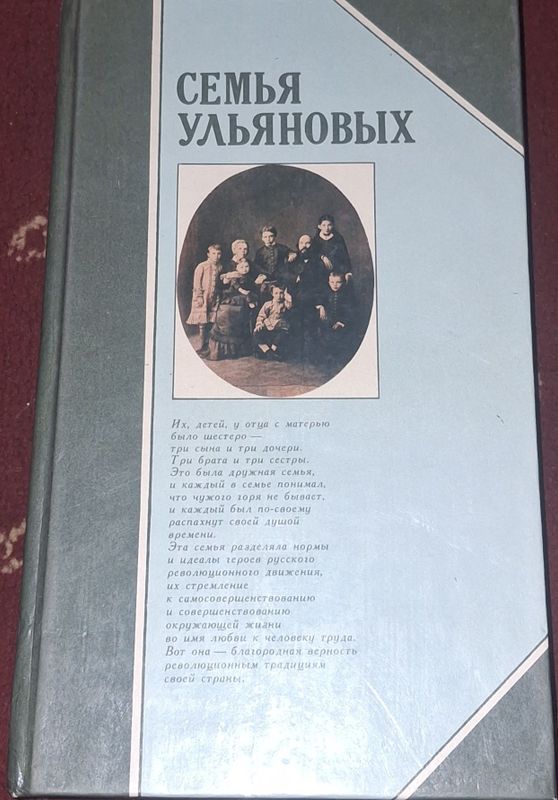 СЕМЬЯ
УЛЬЯНОВЫХ
Их, детей, у отца с матерью
было шестеро —
три сына и три дочери.
Три брата и три сестры.
Это была дружная семья,
и каждый в семье понимал,
что чужого горя не бывает,
и каждый был по-своему
распахнут своей душой
времени.
Эта семья разделяла нормы
и идеалы героев русского
революционного движения,
их стремление
к самосовершенствованию
и совершенствованию
окружающей жизни
во имя любви к человеку труда.
Вот она — благородная верность
революционным традициям
своей страны.